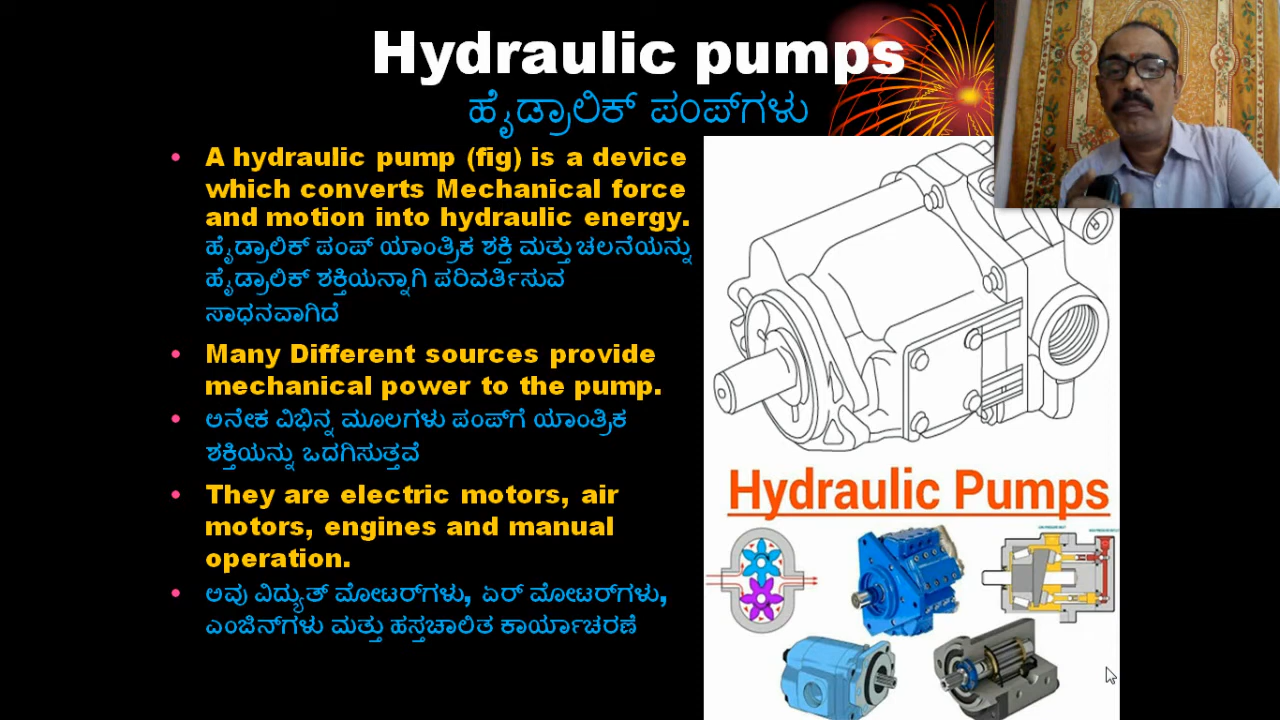 Hydraulic pumps
ಹೈಡ್ರಾಲಿಕ್ ಪಂಪ್‌ಗಳು
• A hydraulic pump (fig) is a device
which converts Mechanical force
and motion into hydraulic energy.
ಹೈಡ್ರಾಲಿಕ್ ಪಂಪ್ ಯಾಂತ್ರಿಕ ಶಕ್ತಿ ಮತ್ತು ಚಲನೆಯನ್ನು
ಹೈಡ್ರಾಲಿಕ್ ಶಕ್ತಿಯನ್ನಾಗಿ ಪರಿವರ್ತಿಸುವ
ಸಾಧನವಾಗಿದೆ
• Many Different sources provide
mechanical power to the pump.
• ಅನೇಕ ವಿಭಿನ್ನ ಮೂಲಗಳು ಪಂಪ್‌ಗೆ ಯಾಂತ್ರಿಕ
ಶಕ್ತಿಯನ್ನು ಒದಗಿಸುತ್ತವೆ
• They are electric motors, air
motors, engines and manual
operation.
• ಅವು ವಿದ್ಯುತ್ ಮೋಟರ್‌ಗಳು, ಏರ್ ಮೋಟರ್‌ಗಳು,
ಎಂಜಿನ್‌ಗಳು ಮತ್ತು ಹಸ್ತಚಾಲಿತ ಕಾರ್ಯಾಚರಣೆ
Hydraulic Pumps